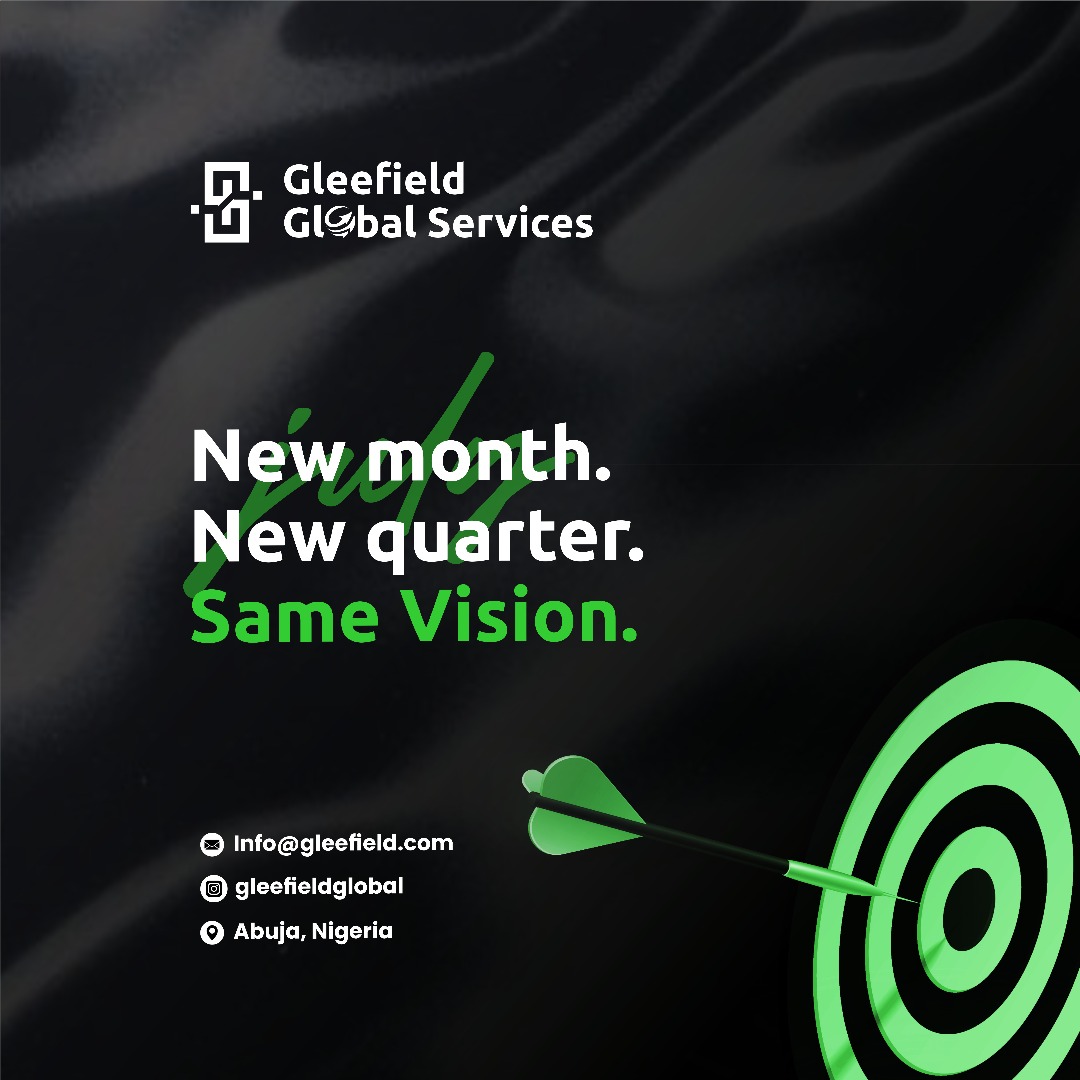 Gleefield
Global Services
july
New month.
New quarter.
Same Vision.
Info@gleefield.com
gleefieldglobal
Abuja, Nigeria